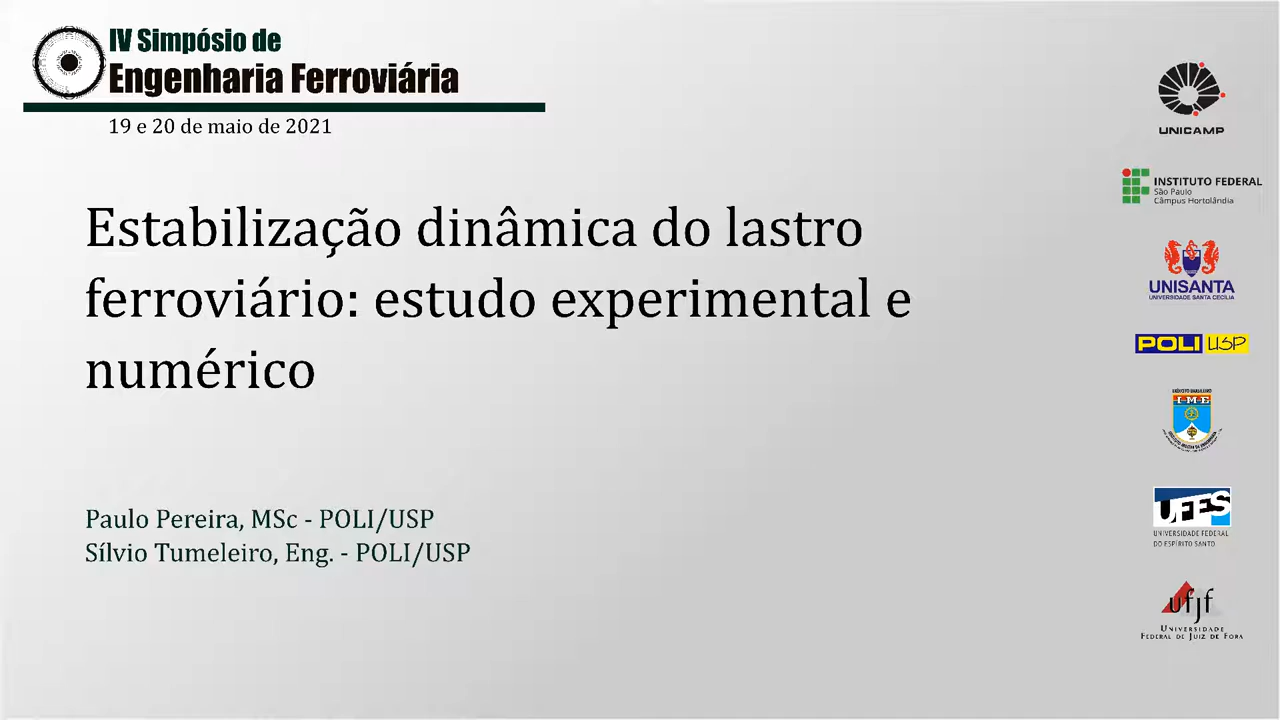 IV Simpósio de
Engenharia Ferroviária
19 e 20 de maio de 2021
Estabilização dinâmica do lastro
ferroviário: estudo experimental e
numérico
Paulo Pereira, MSc - POLI/USP
Sílvio Tumeleiro, Eng. - POLI/USP
UNICAMP
INSTITUTO FEDERAL
São Paulo
Câmpus Hortolândia
UNISANTA
UNIVERSIDADE SANTA CECÍLIA
POLI USP
EXÉRCITO BRASILEIRO
I M E
UFES
UNIVERSIDADE FEDERAL
DO ESPÍRITO SANTO
ufjf
UNIVERSIDADE
FEDERAL DE JUIZ DE FORA